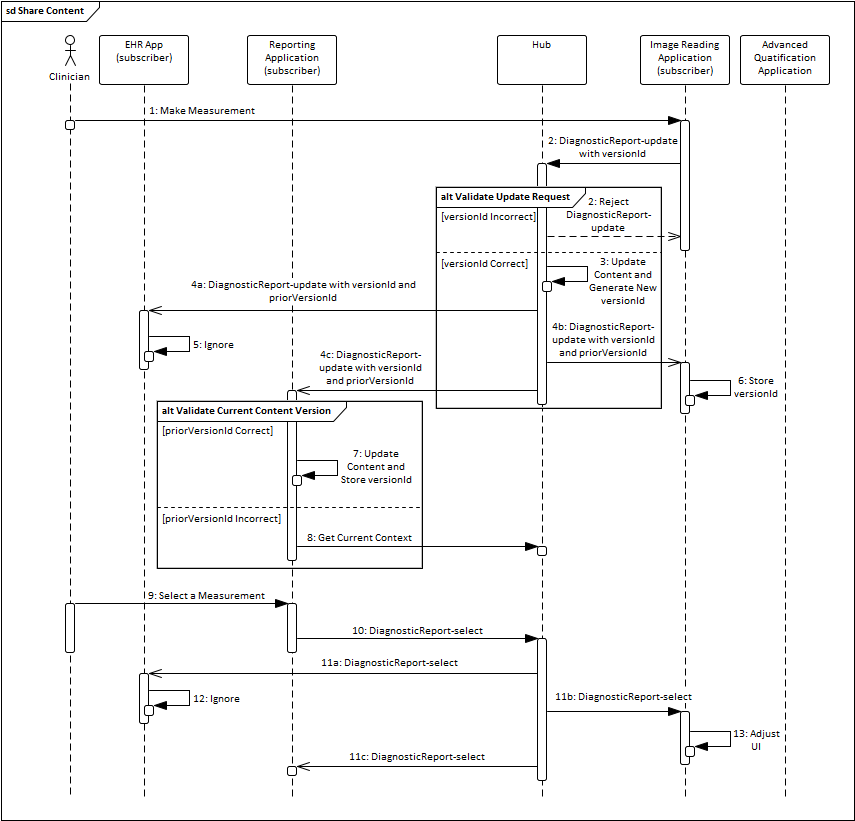 sd Share Content
Clinician
EHR App
(subscriber)
Reporting
Application
(subscriber)
Hub
Image Reading
Application
(subscriber)
Advanced
Quatification
Application
1: Make Measurement
2: DiagnosticReport-update
with versionId
alt Validate Update Request
[versionId Incorrect]
2: Reject
DiagnosticReport-
update
[versionId Correct]
3: Update
Content and
Generate New
versionId
4a: DiagnosticReport-update with versionId and
priorVersionId
5: Ignore
4b: DiagnosticReport-
update with versionId
and priorVersionId
4c: DiagnosticReport-
update with versionId
and priorVersionId
6: Store
versionId
alt Validate Current Content Version
[priorVersionId Correct]
7: Update
Content and
Store versionId
[priorVersionId Incorrect]
8: Get Current Context
9: Select a Measurement
10: DiagnosticReport-select
11a: DiagnosticReport-select
12: Ignore
11b: DiagnosticReport-select
13: Adjust
UI
11c: DiagnosticReport-select